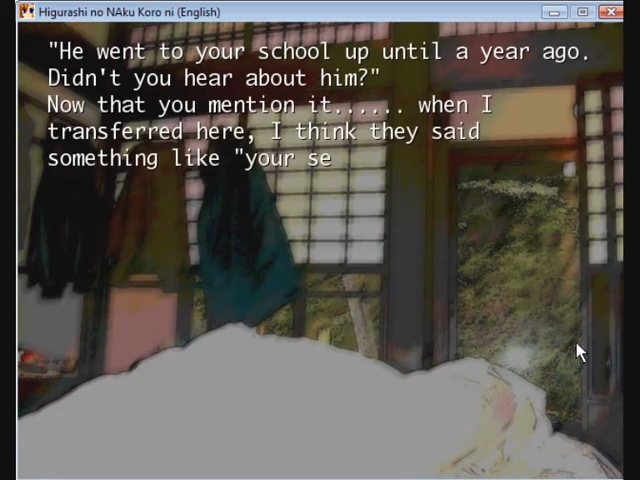 Higurashi no NAku Koro ni (English)
"He went to your school up until a year ago.
Didn't you hear about him?"
Now that you mention it...... when I
transferred here, I think they said
something like "your se